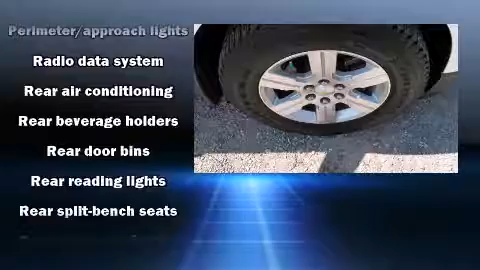 Perimeter/approach lights
Radio data system
Rear air conditioning
Rear beverage holders
Rear door bins
Rear reading lights
Rear split-bench seats